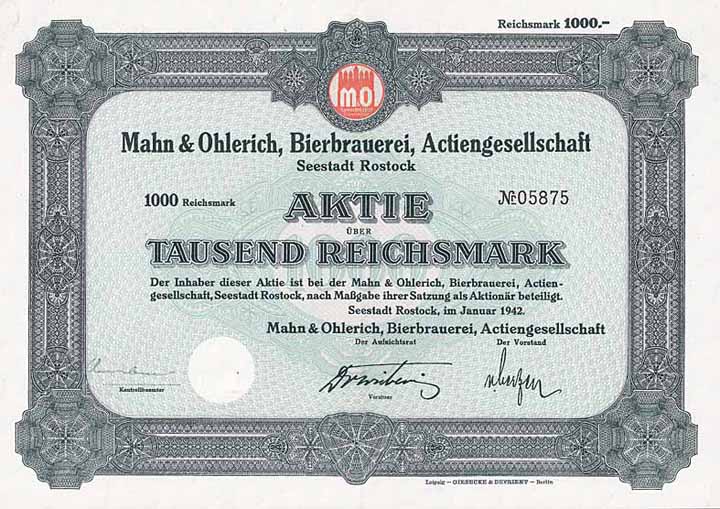 Reichsmark 1000.-
M.O
Mahn & Ohlerich, Bierbrauerei, Actiengesellschaft
Seestadt Rostock
1000 Reichsmark
AKTIE
№ 05875
ÜBER
TAUSEND REICHSMARK
Der Inhaber dieser Aktie ist bei der Mahn & Ohlerich, Bierbrauerei, Actien-
gesellschaft, Seestadt Rostock, nach Maßgabe ihrer Satzung als Aktionär beteiligt.
Seestadt Rostock, im Januar 1942.
Mahn & Ohlerich, Bierbrauerei, Actiengesellschaft
Der Aufsichtsrat Der Vorstand
Kontrollbeamter
Vorsitzer
Leipzig – GIESECKE & DEVRIENT – Berlin